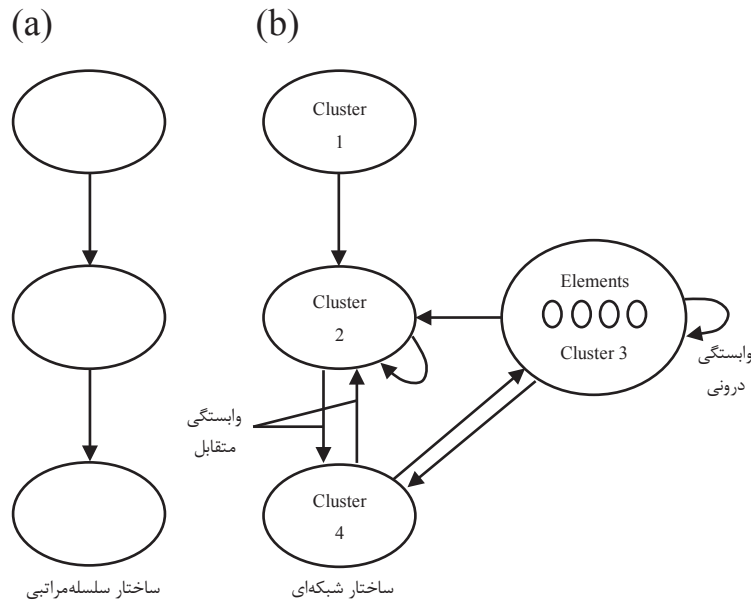 (a)
(b)
Cluster
1
Cluster
2
Elements
Cluster 3
وابستگی
درونی
وابستگی
متقابل
Cluster
4
ساختار سلسله‌مراتبی
ساختار شبکه‌ای